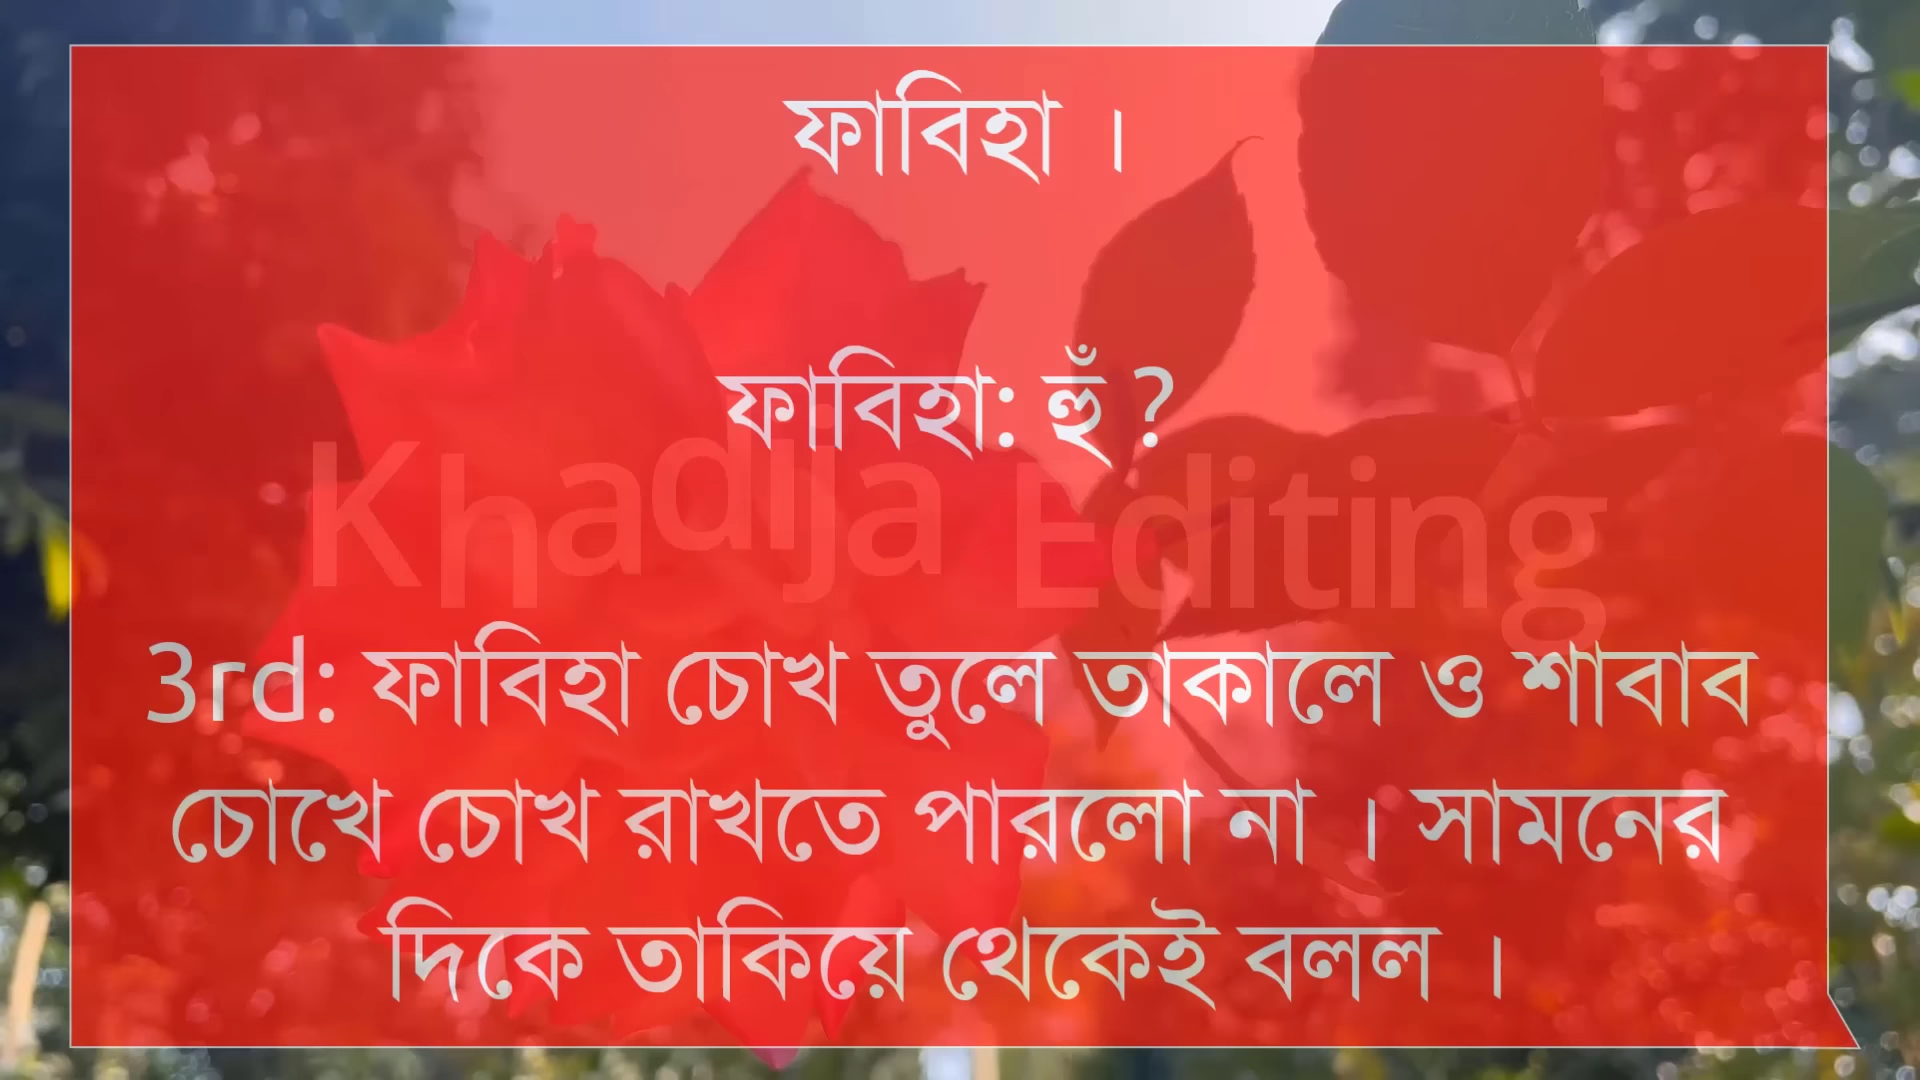 ফাবিহা ।
ফাবিহা: হুঁ ?
Khadija Editing
3rd: ফাবিহা চোখ তুলে তাকালে ও শাবাব
চোখে চোখ রাখতে পারলো না । সামনের
দিকে তাকিয়ে থেকেই বলল ।